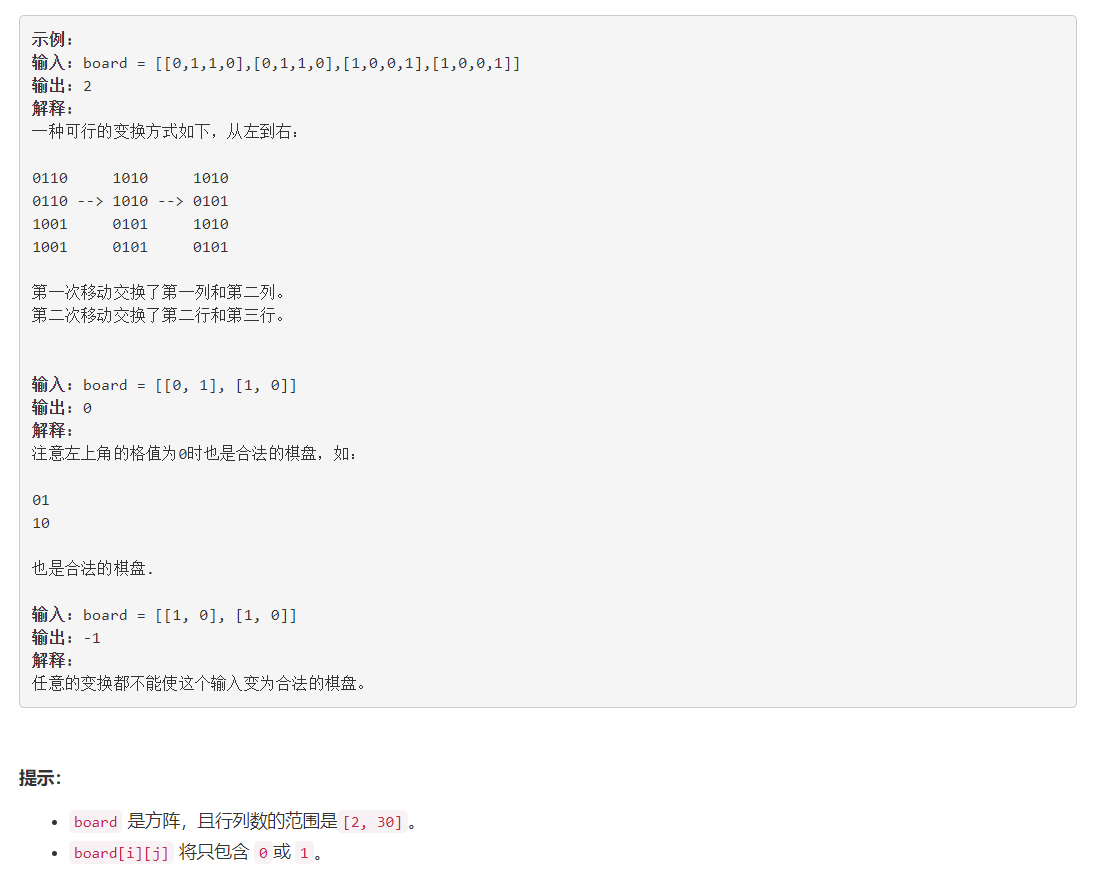 示例：
输入：board = [[0,1,1,0],[0,1,1,0],[1,0,0,1],[1,0,0,1]]
输出：2
解释：
一种可行的变换方式如下，从左到右：
0110     1010     1010
0110 --> 1010 --> 0101
1001     0101     1010
1001     0101     0101
第一次移动交换了第一列和第二列。
第二次移动交换了第二行和第三行。
输入：board = [[0, 1], [1, 0]]
输出：0
解释：
注意左上角的格值为0时也是合法的棋盘，如：
01
10
也是合法的棋盘.
输入：board = [[1, 0], [1, 0]]
输出：-1
解释：
任意的变换都不能使这个输入变为合法的棋盘。
提示：
• board 是方阵，且行列数的范围是[2, 30]。
• board[i][j] 将只包含 0或 1。